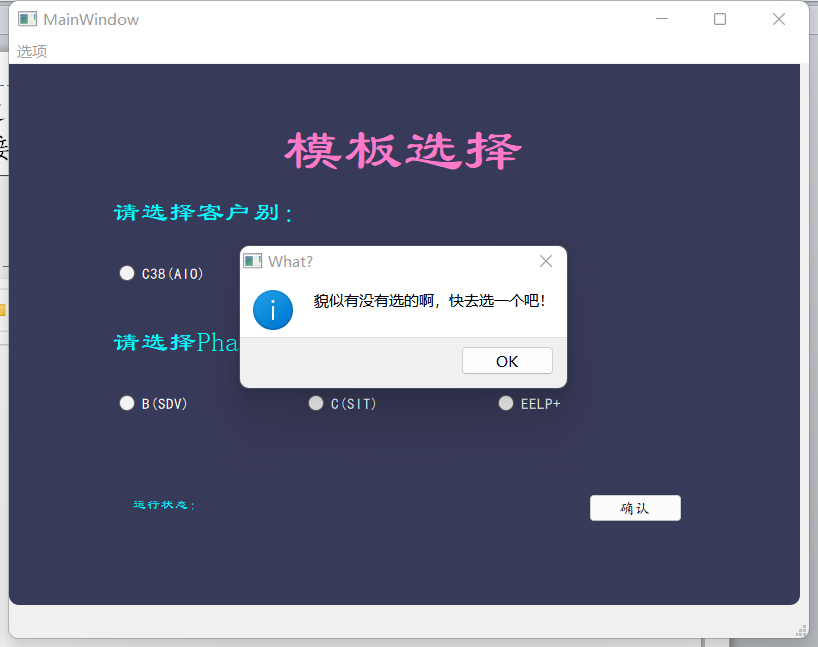 MainWindow
选项
模板选择
请选择客户别：
C38(AIO)
What?
貌似有没有选的啊，快去选一个吧！
OK
请选择Pha
B(SDV)
C(SIT)
EELP+
运行状态：
确认